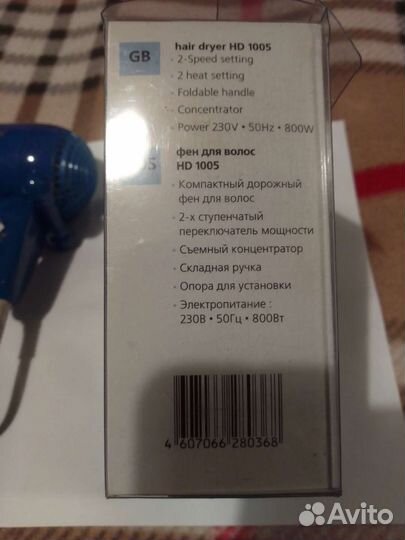 GB
hair dryer HD 1005
• 2-Speed setting
• 2 heat setting
• Foldable handle
• Concentrator
• Power 230V • 50Hz • 800W
S
фен для волос
HD 1005
• Компактный дорожный
фен для волос
• 2-х ступенчатый
переключатель мощности
• Съемный концентратор
• Складная ручка
• Опора для установки
• Электропитание :
230В • 50Гц • 800Вт
4 607066 280368
Avito